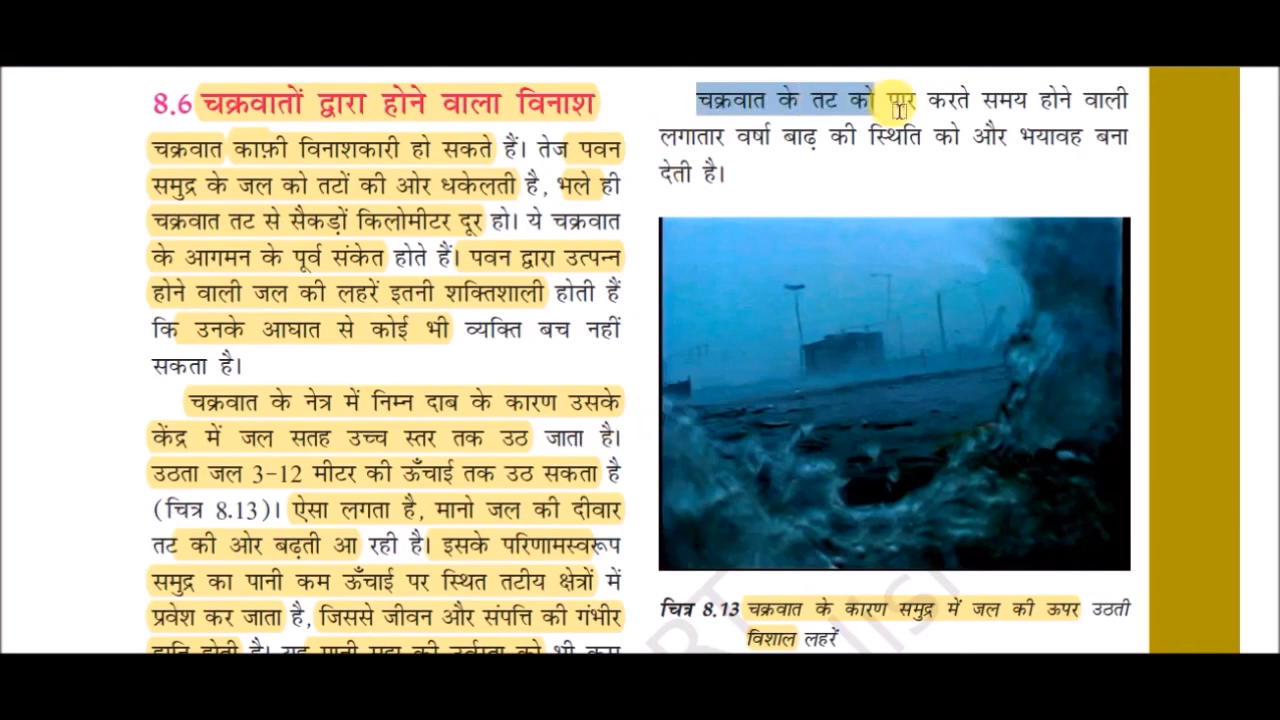 8.6 चक्रवातों द्वारा होने वाला विनाश
चक्रवात काफ़ी विनाशकारी हो सकते हैं। तेज पवन
समुद्र के जल को तटों की ओर धकेलती है, भले ही
चक्रवात तट से सैकड़ों किलोमीटर दूर हो। ये चक्रवात
के आगमन के पूर्व संकेत होते हैं। पवन द्वारा उत्पन्न
होने वाली जल की लहरें इतनी शक्तिशाली होती हैं
कि उनके आघात से कोई भी व्यक्ति बच नहीं
सकता है।
चक्रवात के नेत्र में निम्न दाब के कारण उसके
केंद्र में जल सतह उच्च स्तर तक उठ जाता है।
उठता जल 3-12 मीटर की ऊँचाई तक उठ सकता है
(चित्र 8.13)। ऐसा लगता है, मानो जल की दीवार
तट की ओर बढ़ती आ रही है। इसके परिणामस्वरूप
समुद्र का पानी कम ऊँचाई पर स्थित तटीय क्षेत्रों में
प्रवेश कर जाता है, जिससे जीवन और संपत्ति की गंभीर
हानि होती है। यह पानी मृदा की उर्वरता को भी कम
चक्रवात के तट को पार करते समय होने वाली
लगातार वर्षा बाढ़ की स्थिति को और भयावह बना
देती है।
चित्र 8.13 चक्रवात के कारण समुद्र में जल की ऊपर उठती
विशाल लहरें